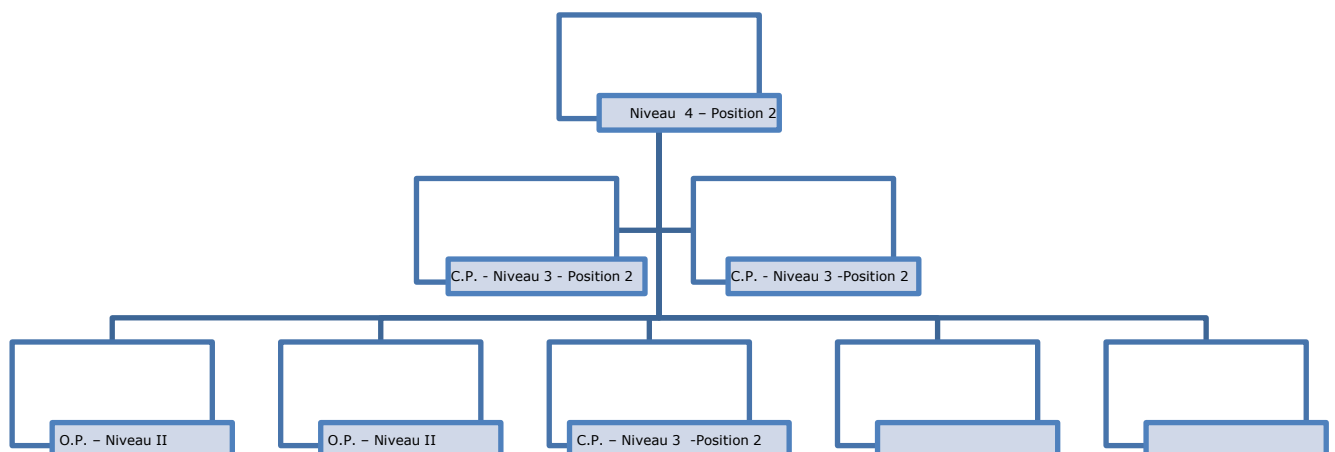 Niveau 4 – Position 2
C.P. - Niveau 3 - Position 2
C.P. - Niveau 3 -Position 2
O.P. – Niveau II
O.P. – Niveau II
C.P. – Niveau 3 -Position 2